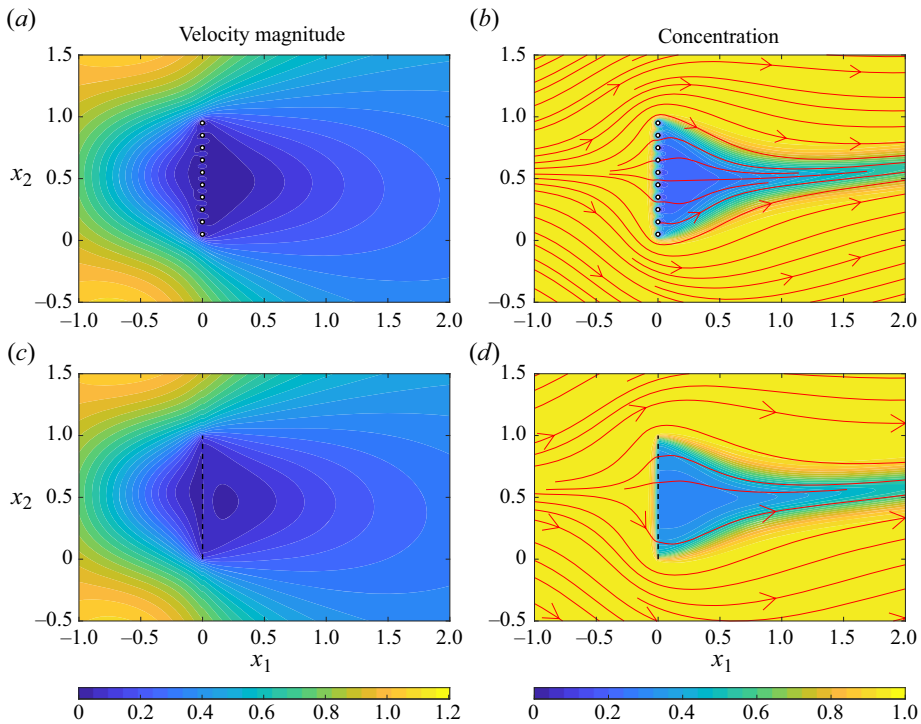 (a) Velocity magnitude
(b) Concentration
1.5 1.5
1.0 1.0
x2 0.5 0.5
0 0
–0.5 –0.5
–1.0 –0.5 0 0.5 1.0 1.5 2.0 –1.0 –0.5 0 0.5 1.0 1.5 2.0
(c) (d)
1.5 1.5
1.0 1.0
x2 0.5 0.5
0 0
–0.5 –0.5
–1.0 –0.5 0 0.5 1.0 1.5 2.0 –1.0 –0.5 0 0.5 1.0 1.5 2.0
x1 x1
0 0.2 0.4 0.6 0.8 1.0 1.2 0 0.2 0.4 0.6 0.8 1.0